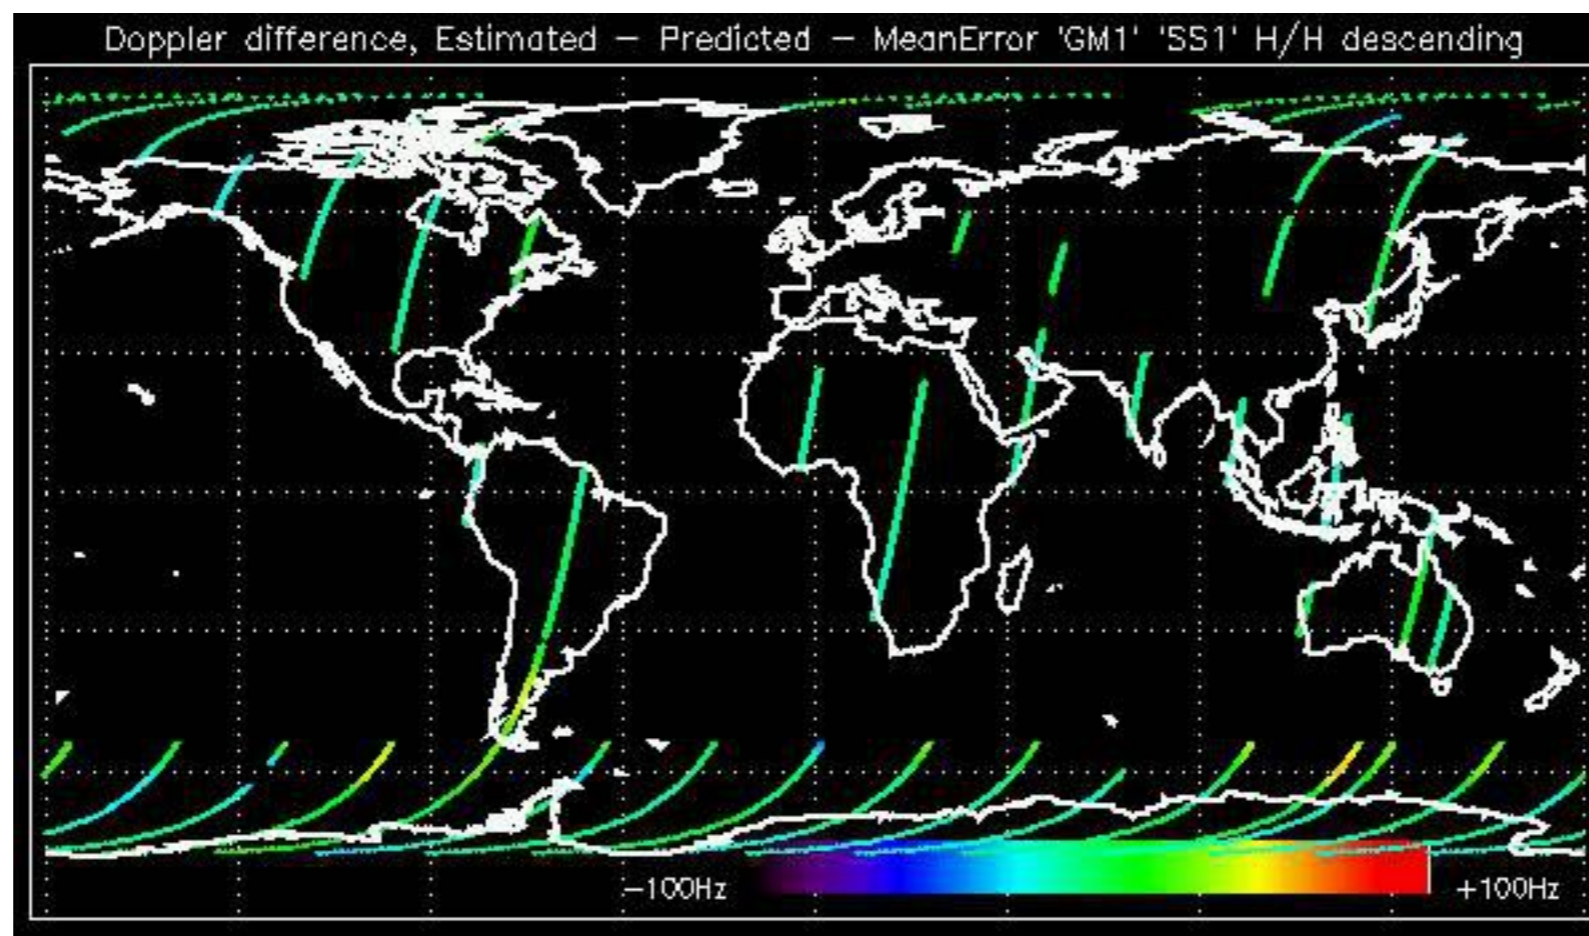 Doppler difference, Estimated – Predicted – MeanError 'GM1' 'SS1' H/H descending
–100Hz
+100Hz